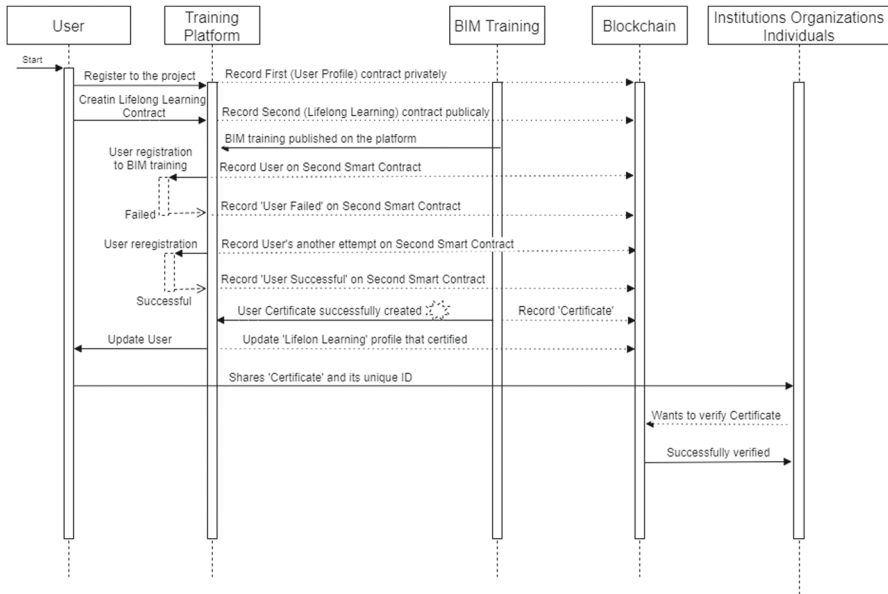 User
Training
Platform
BIM Training
Blockchain
Institutions Organizations
Individuals
Start
Register to the project
Record First (User Profile) contract privately
Creatin Lifelong Learning
Contract
Record Second (Lifelong Learning) contract publicaly
BIM training published on the platform
User registration
to BIM training
Record User on Second Smart Contract
Failed
Record 'User Failed' on Second Smart Contract
User reregistration
Record User's another ettempt on Second Smart Contract
Record 'User Successful' on Second Smart Contract
Successful
User Certificate successfully created
Record 'Certificate'
Update User
Update 'Lifelon Learning' profile that certified
Shares 'Certificate' and its unique ID
Wants to verify Certificate
Successfully verified